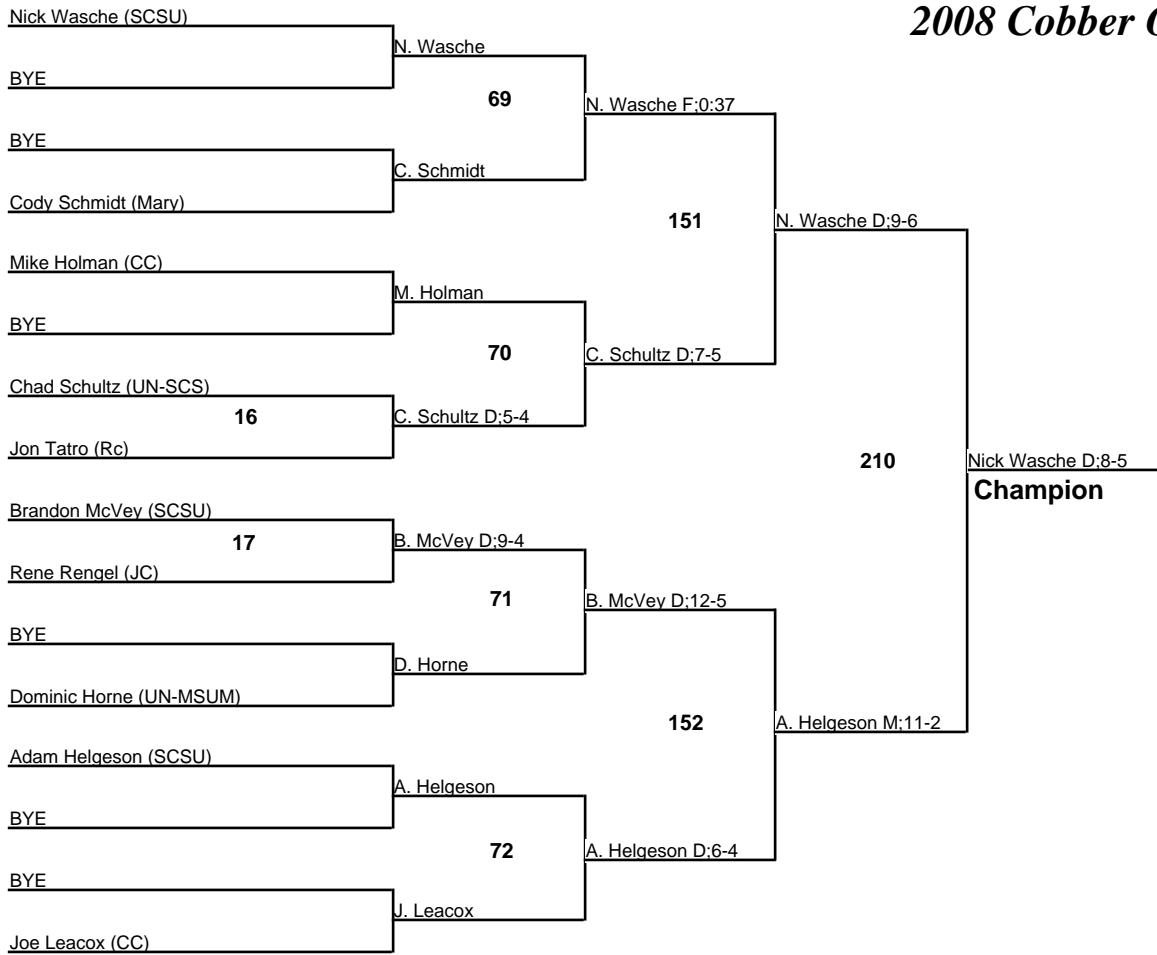 2008 Cobber
Nick Wasche (SCSU)
N. Wasche
BYE
69
N. Wasche F;0:37
BYE
C. Schmidt
Cody Schmidt (Mary)
151
N. Wasche D;9-6
Mike Holman (CC)
M. Holman
BYE
70
C. Schultz D;7-5
Chad Schultz (UN-SCS)
16
C. Schultz D;5-4
Jon Tatro (Rc)
210
Nick Wasche D;8-5
Champion
Brandon McVey (SCSU)
17
B. McVey D;9-4
Rene Rengel (JC)
71
B. McVey D;12-5
BYE
D. Horne
Dominic Horne (UN-MSUM)
152
A. Helgeson M;11-2
Adam Helgeson (SCSU)
A. Helgeson
BYE
72
A. Helgeson D;6-4
BYE
J. Leacox
Joe Leacox (CC)